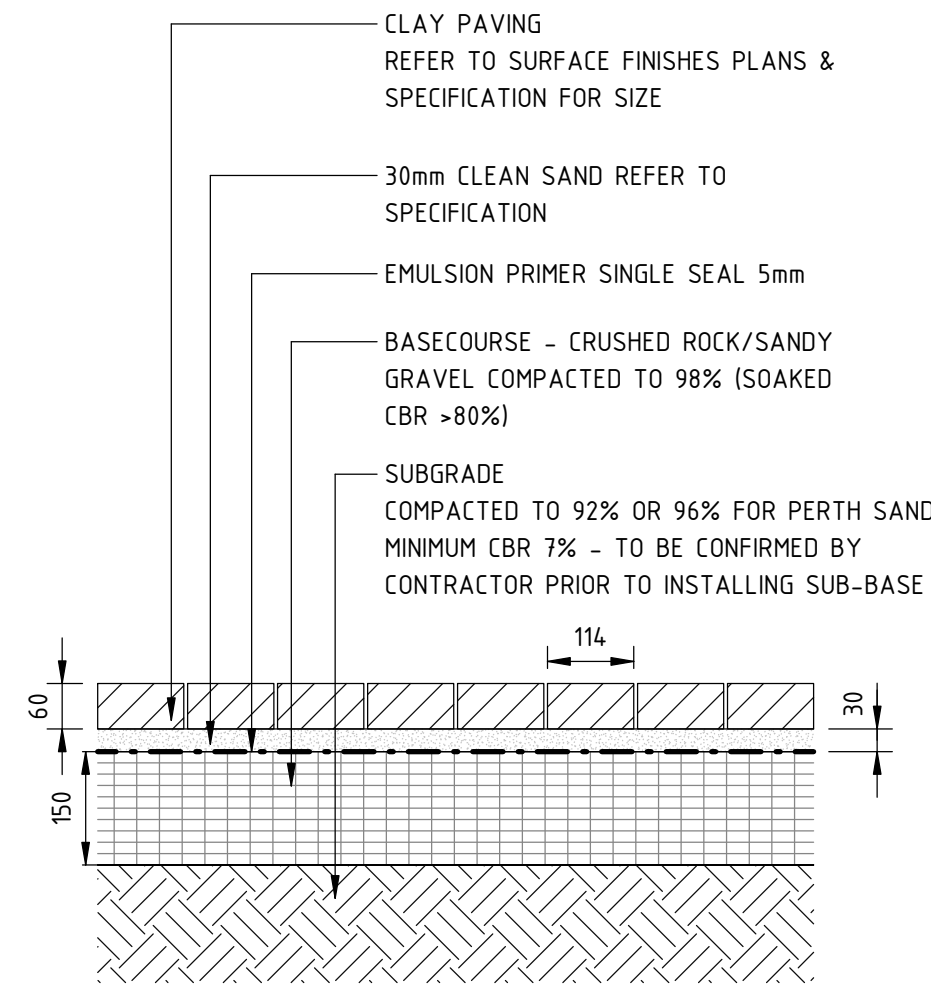 CLAY PAVING
REFER TO SURFACE FINISHES PLANS &
SPECIFICATION FOR SIZE
30mm CLEAN SAND REFER TO
SPECIFICATION
EMULSION PRIMER SINGLE SEAL 5mm
BASECOURSE - CRUSHED ROCK/SANDY
GRAVEL COMPACTED TO 98% (SOAKED
CBR >80%)
SUBGRADE
COMPACTED TO 92% OR 96% FOR PERTH SAND
MINIMUM CBR 7% - TO BE CONFIRMED BY
CONTRACTOR PRIOR TO INSTALLING SUB-BASE
114
60
30
150